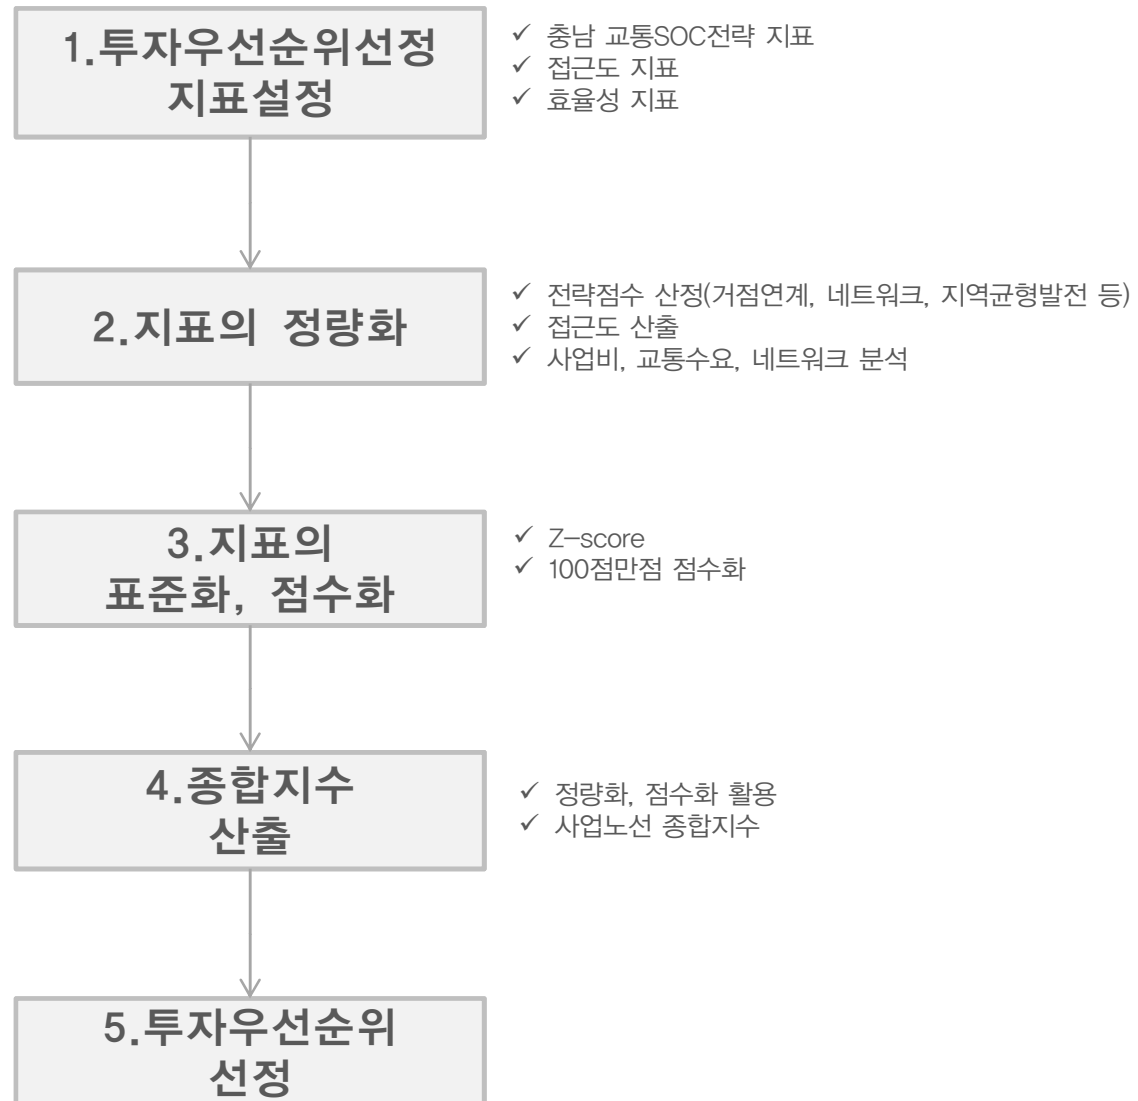 1.투자우선순위선정
지표설정
✓ 충남 교통SOC전략 지표
✓ 접근도 지표
✓ 효율성 지표
2.지표의 정량화
✓ 전략점수 산정(거점연계, 네트워크, 지역균형발전 등)
✓ 접근도 산출
✓ 사업비, 교통수요, 네트워크 분석
3.지표의
표준화, 점수화
✓ Z-score
✓ 100점만점 점수화
4.종합지수
산출
✓ 정량화, 점수화 활용
✓ 사업노선 종합지수
5.투자우선순위
선정